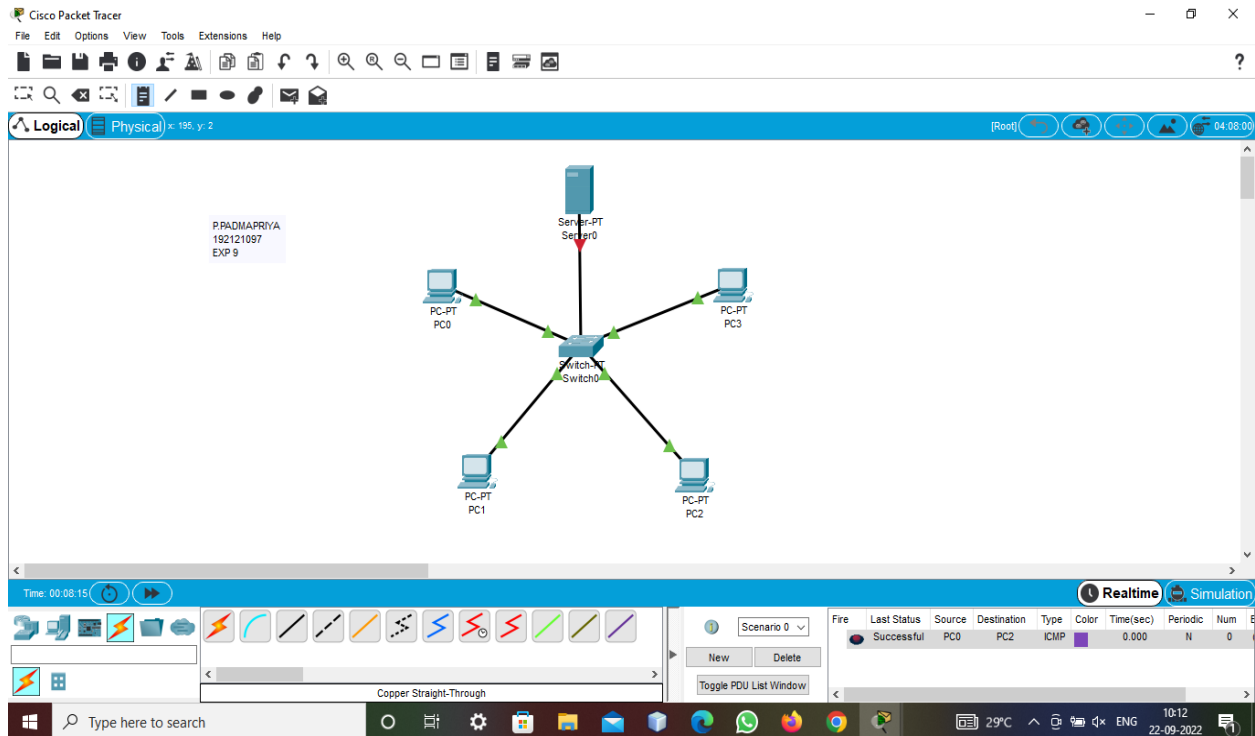 Cisco Packet Tracer
File Edit Options View Tools Extensions Help
?
Logical Physical x: 195, y: 2 [Root] 04:08:00
P.PADMAPRIYA
192121097
EXP 9
Server-PT
Server0
PC-PT
PC0
PC-PT
PC3
Switch-PT
Switch0
PC-PT
PC1
PC-PT
PC2
Time: 00:08:15 Realtime Simulation
Scenario 0
New Delete
Toggle PDU List Window
Fire Last Status Source Destination Type Color Time(sec) Periodic Num
Successful PC0 PC2 ICMP 0.000 N 0
Copper Straight-Through
Type here to search
29°C ENG
10:12
22-09-2022